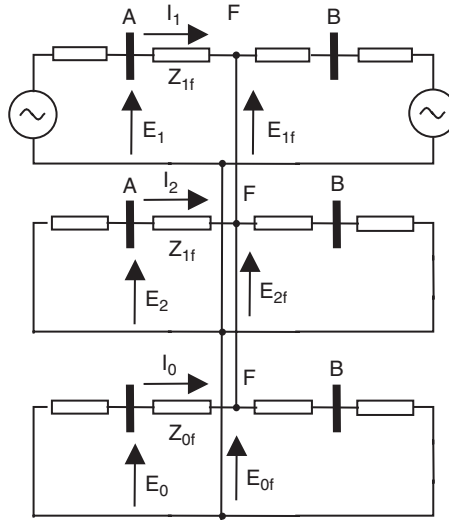 A I₁ F B
Z₁f
E₁ E₁f
A I₂ F B
Z₁f
E₂ E₂f
A I₀ F B
Z₀f
E₀ E₀f